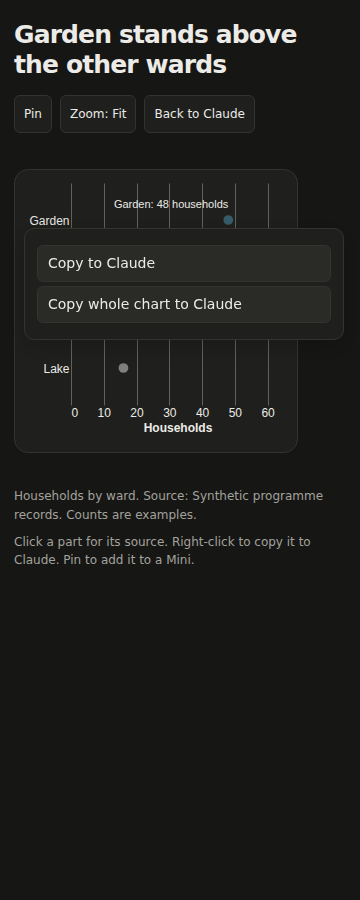 Garden stands above
the other wards
Pin
Zoom: Fit
Back to Claude
Garden: 48 households
Garden
Copy to Claude
Copy whole chart to Claude
Lake
0 10 20 30 40 50 60
Households
Households by ward. Source: Synthetic programme
records. Counts are examples.
Click a part for its source. Right-click to copy it to
Claude. Pin to add it to a Mini.